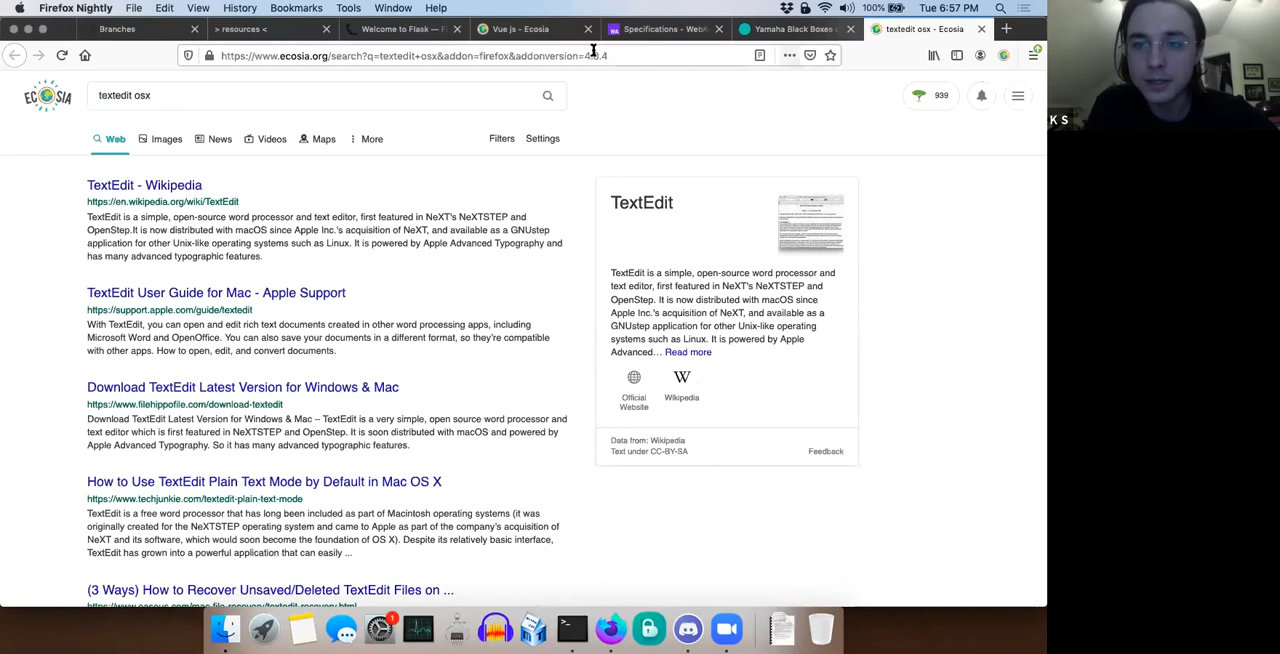 Firefox Nightly File Edit View History Bookmarks Tools Window Help 100% Tue 6:57 PM
Branches > resources < Welcome to Flask — F Vue js - Ecosia Specifications - WebA Yamaha Black Boxes textedit osx - Ecosia
https://www.ecosia.org/search?q=textedit+osx&addon=firefox&addonversion=4.0.4
ECOSIA
textedit osx
939
Web Images News Videos Maps More Filters Settings
TextEdit - Wikipedia
https://en.wikipedia.org/wiki/TextEdit
TextEdit is a simple, open-source word processor and text editor, first featured in NeXT's NeXTSTEP and
OpenStep.It is now distributed with macOS since Apple Inc.'s acquisition of NeXT, and available as a GNUstep
application for other Unix-like operating systems such as Linux. It is powered by Apple Advanced Typography and
has many advanced typographic features.
TextEdit User Guide for Mac - Apple Support
https://support.apple.com/guide/textedit
With TextEdit, you can open and edit rich text documents created in other word processing apps, including
Microsoft Word and OpenOffice. You can also save your documents in a different format, so they're compatible
with other apps. How to open, edit, and convert documents.
Download TextEdit Latest Version for Windows & Mac
https://www.filehippofile.com/download-textedit
Download TextEdit Latest Version for Windows & Mac – TextEdit is a very simple, open source word processor and
text editor which is first featured in NeXTSTEP and OpenStep. It is soon distributed with macOS and powered by
Apple Advanced Typography. So it has many advanced typographic features.
How to Use TextEdit Plain Text Mode by Default in Mac OS X
https://www.techjunkie.com/textedit-plain-text-mode
TextEdit is a free word processor that has long been included as part of Macintosh operating systems (it was
originally created for the NeXTSTEP operating system and came to Apple as part of the company's acquisition of
NeXT and its software, which would soon become the foundation of OS X). Despite its relatively basic interface,
TextEdit has grown into a powerful application that can easily ...
(3 Ways) How to Recover Unsaved/Deleted TextEdit Files on ...
https://www.easeus.com/mac-file-recovery/textedit-recovery.html
TextEdit
TextEdit is a simple, open-source word processor and
text editor, first featured in NeXT's NeXTSTEP and
OpenStep. It is now distributed with macOS since
Apple Inc.'s acquisition of NeXT, and available as a
GNUstep application for other Unix-like operating
systems such as Linux. It is powered by Apple
Advanced… Read more
W
Official
Website
Wikipedia
Data from: Wikipedia
Text under CC-BY-SA
Feedback
K S
1